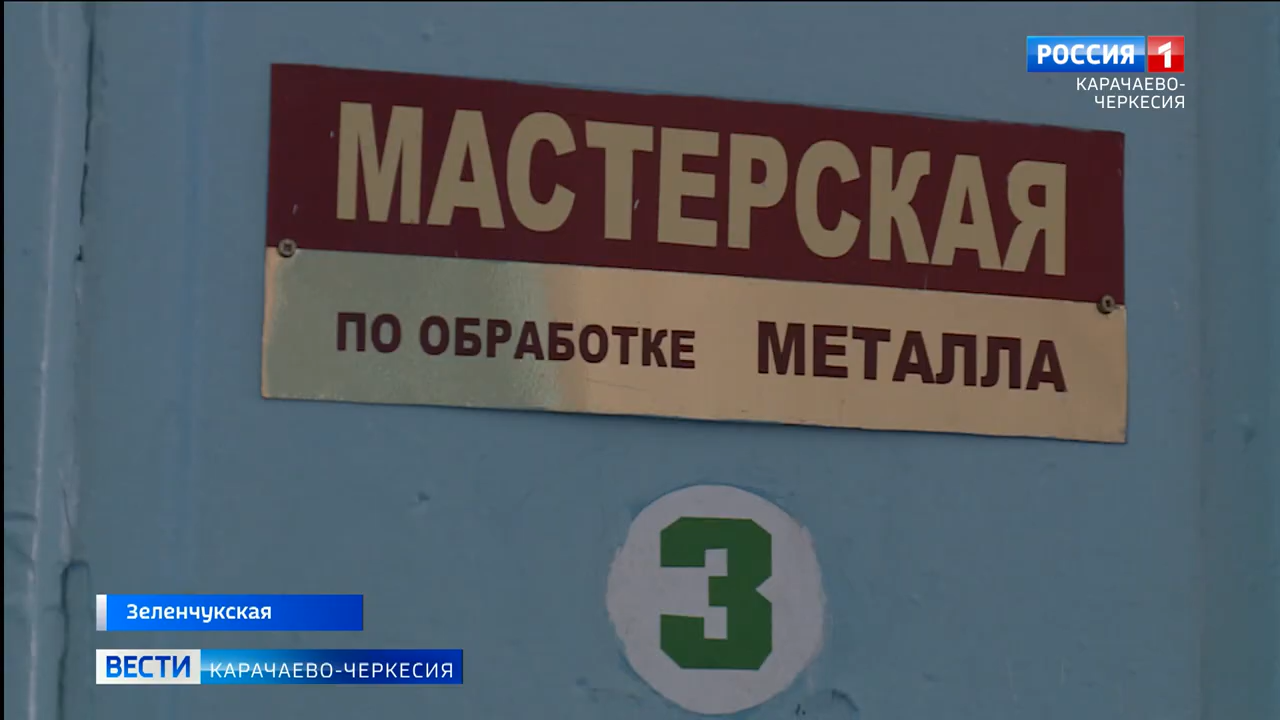 РОССИЯ 1
КАРАЧАЕВО-
ЧЕРКЕСИЯ
МАСТЕРСКАЯ
ПО ОБРАБОТКЕ МЕТАЛЛА
3
Зеленчукская
ВЕСТИ КАРАЧАЕВО-ЧЕРКЕСИЯ